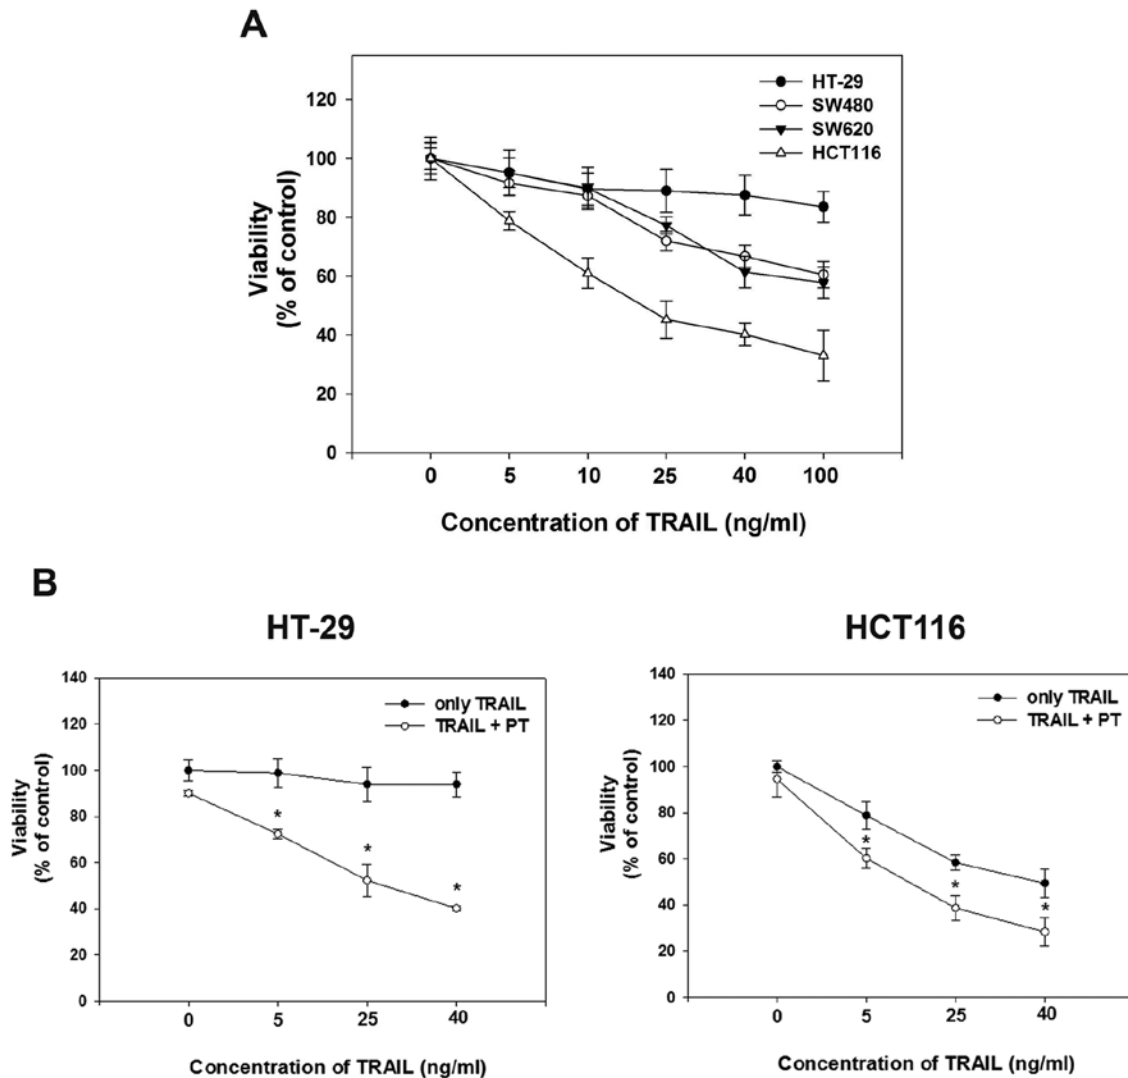 A
HT-29
SW480
SW620
HCT116
120
100
80
60
40
20
0
Viability
(% of control)
0 5 10 25 40 100
Concentration of TRAIL (ng/ml)
B
HT-29
140
120
100
80
60
40
20
0
only TRAIL
TRAIL + PT
Viability
(% of control)
*
*
*
0 5 25 40
Concentration of TRAIL (ng/ml)
HCT116
140
120
100
80
60
40
20
0
only TRAIL
TRAIL + PT
Viability
(% of control)
*
*
*
0 5 25 40
Concentration of TRAIL (ng/ml)